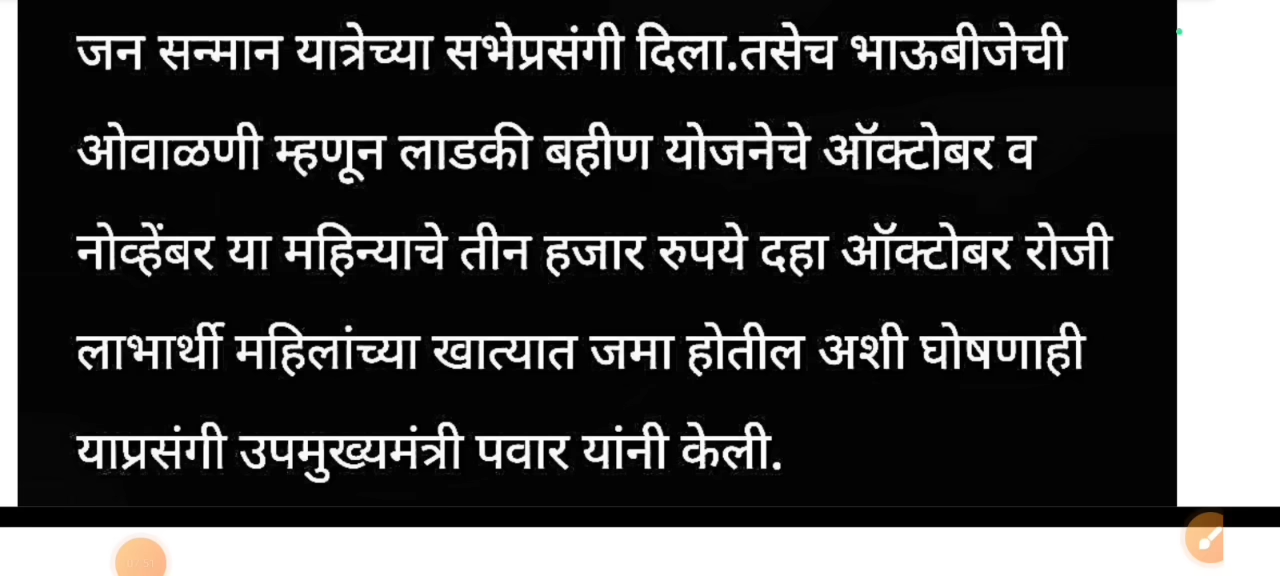 जन सन्मान यात्रेच्या सभेप्रसंगी दिला.तसेच भाऊबीजेची
ओवाळणी म्हणून लाडकी बहीण योजनेचे ऑक्टोबर व
नोव्हेंबर या महिन्याचे तीन हजार रुपये दहा ऑक्टोबर रोजी
लाभार्थी महिलांच्या खात्यात जमा होतील अशी घोषणाही
याप्रसंगी उपमुख्यमंत्री पवार यांनी केली.